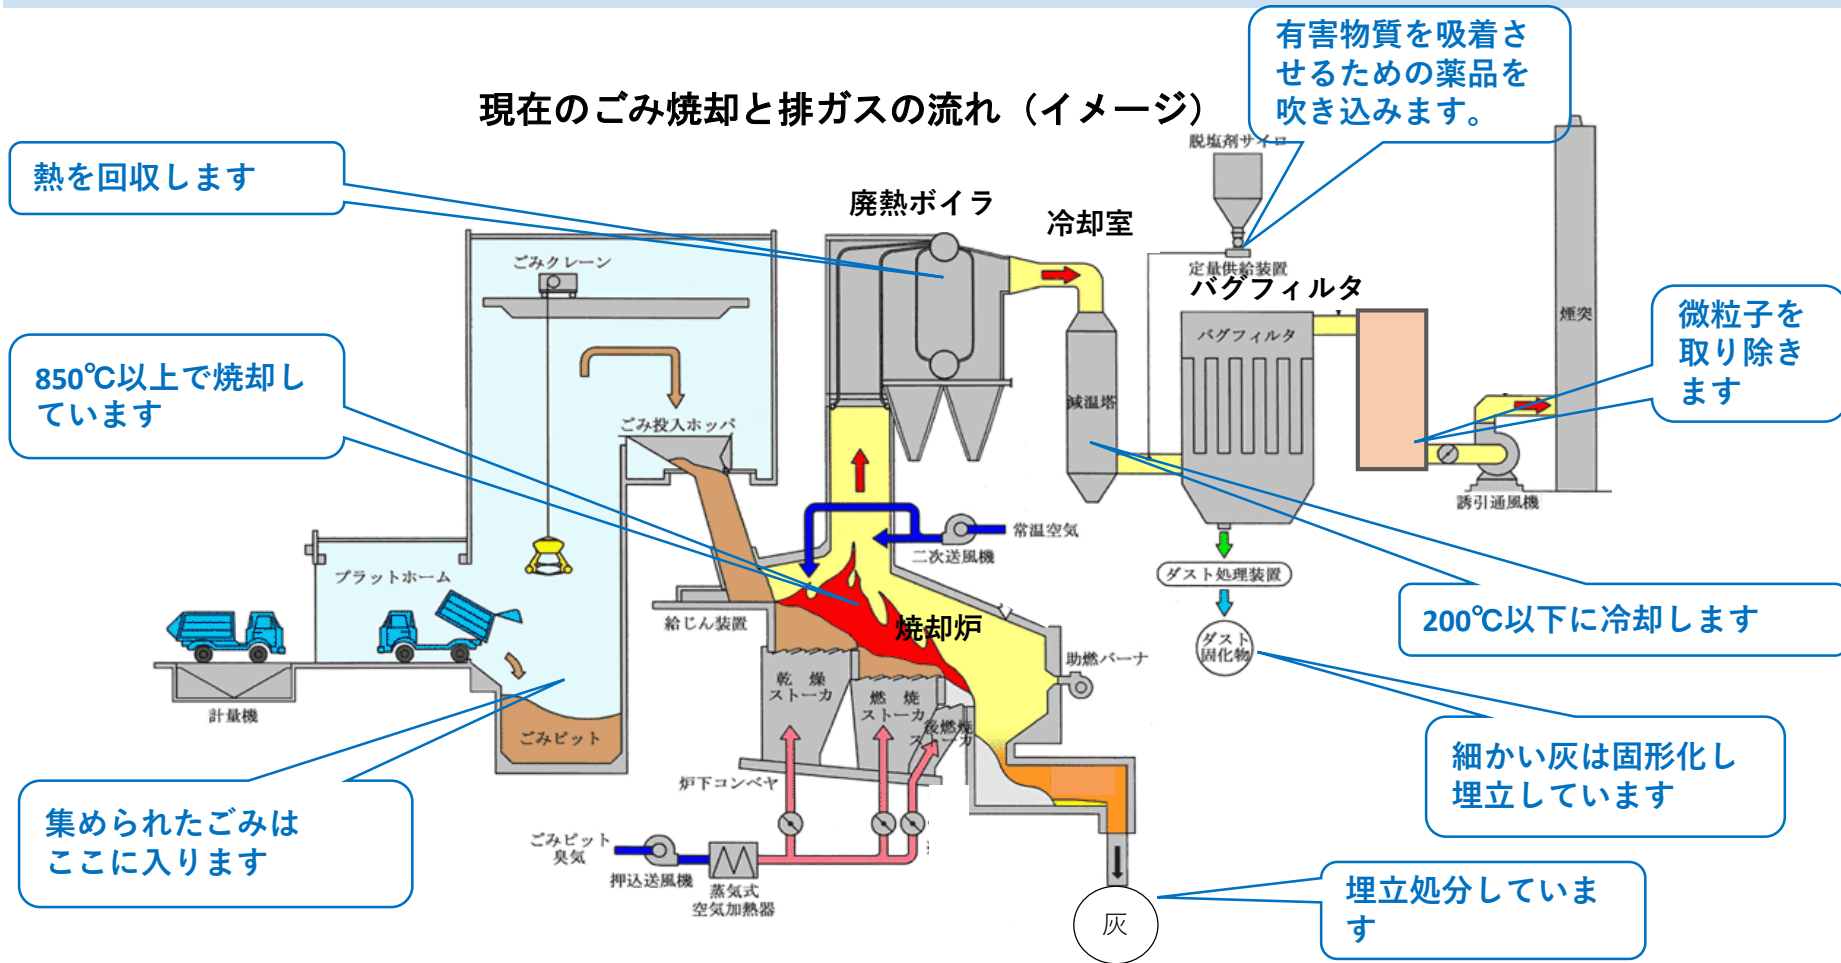 現在のごみ焼却と排ガスの流れ（イメージ）
有害物質を吸着さ
せるための薬品を
吹き込みます。
熱を回収します
廃熱ボイラ
冷却室
脱塩剤サイロ
定量供給装置
バグフィルタ
バグフィルタ
煙突
微粒子を
取り除き
ます
ごみクレーン
850℃以上で焼却し
ています
ごみ投入ホッパ
減温塔
誘引通風機
常温空気
二次送風機
プラットホーム
ダスト処理装置
200℃以下に冷却します
給じん装置
焼却炉
ダスト
固化物
助燃バーナ
計量機
ごみピット
乾燥
ストーカ
燃焼
ストーカ
後燃焼
ストーカ
細かい灰は固形化し
埋立しています
炉下コンベヤ
集められたごみは
ここに入ります
ごみピット
臭気
押込送風機
蒸気式
空気加熱器
灰
埋立処分していま
す